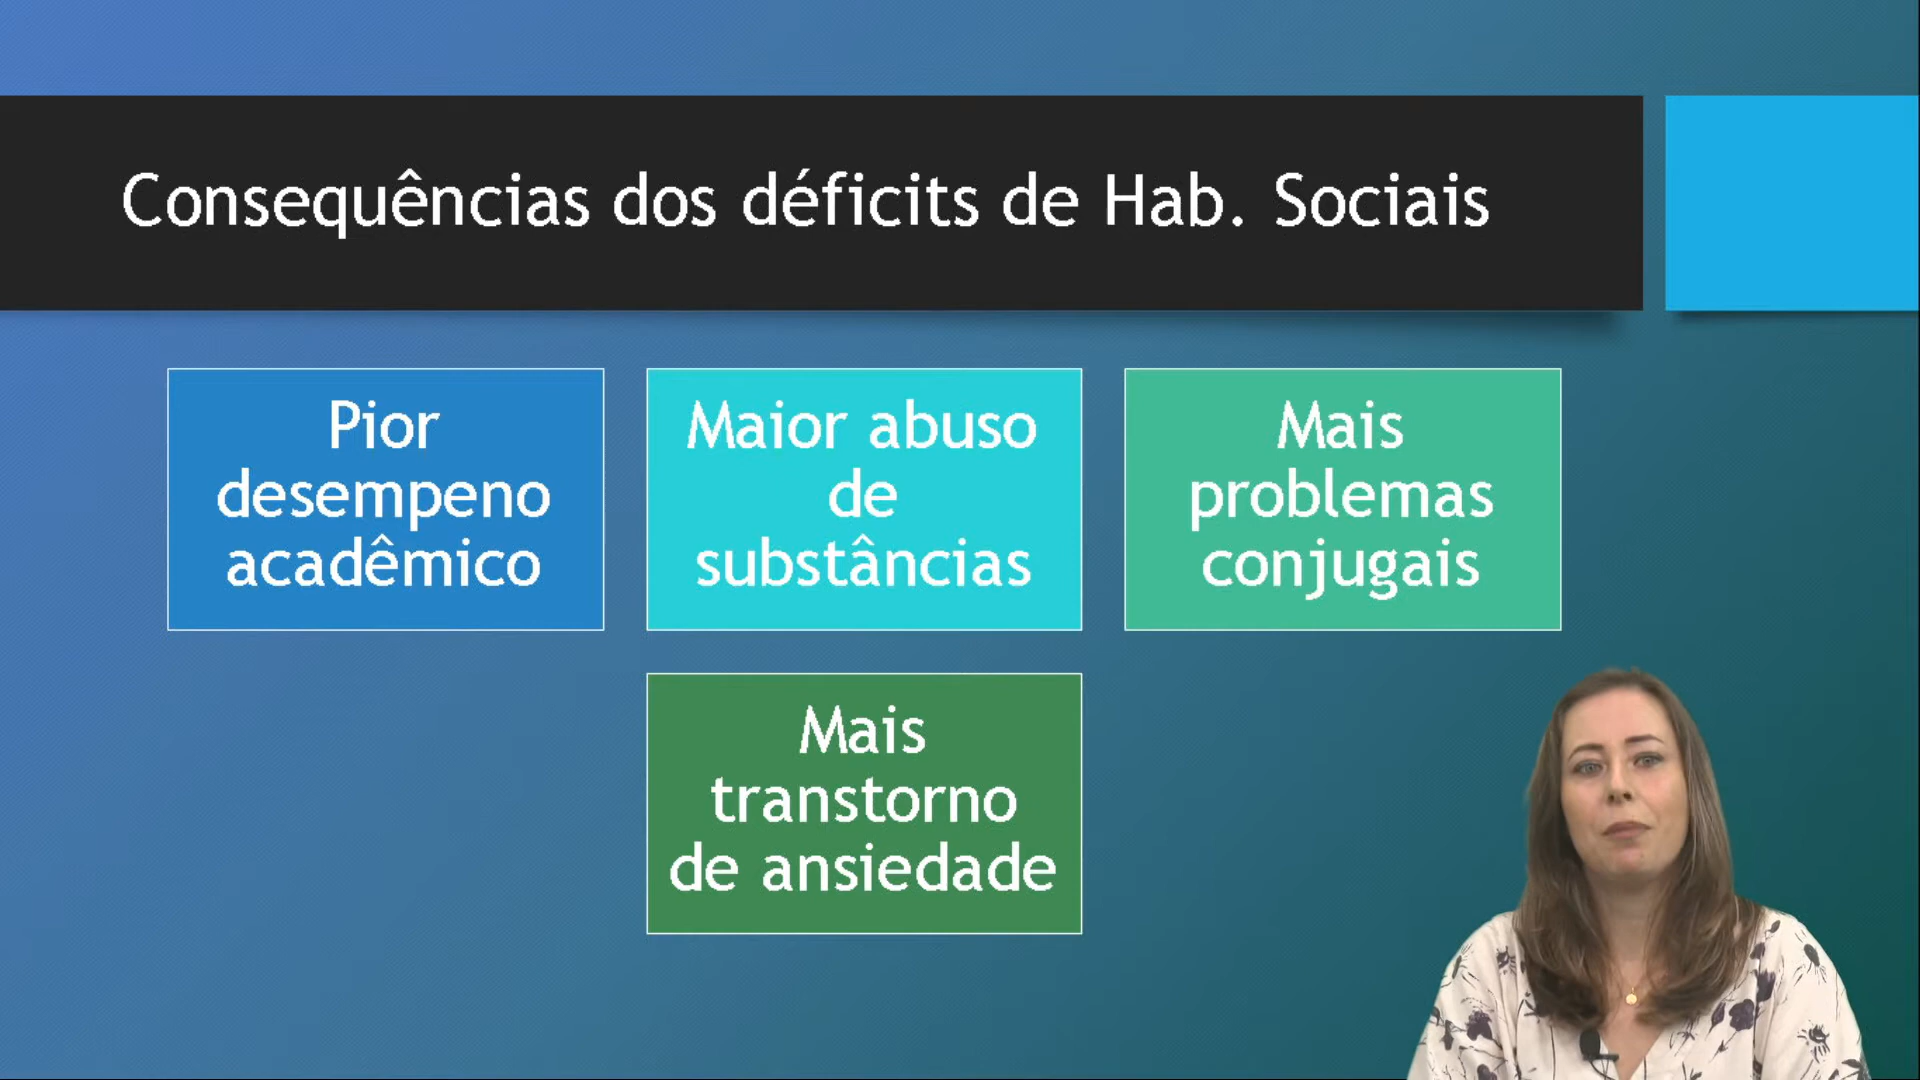 Consequências dos déficits de Hab. Sociais
Pior
desempeno
acadêmico
Maior abuso
de
substâncias
Mais
problemas
conjugais
Mais
transtorno
de ansiedade